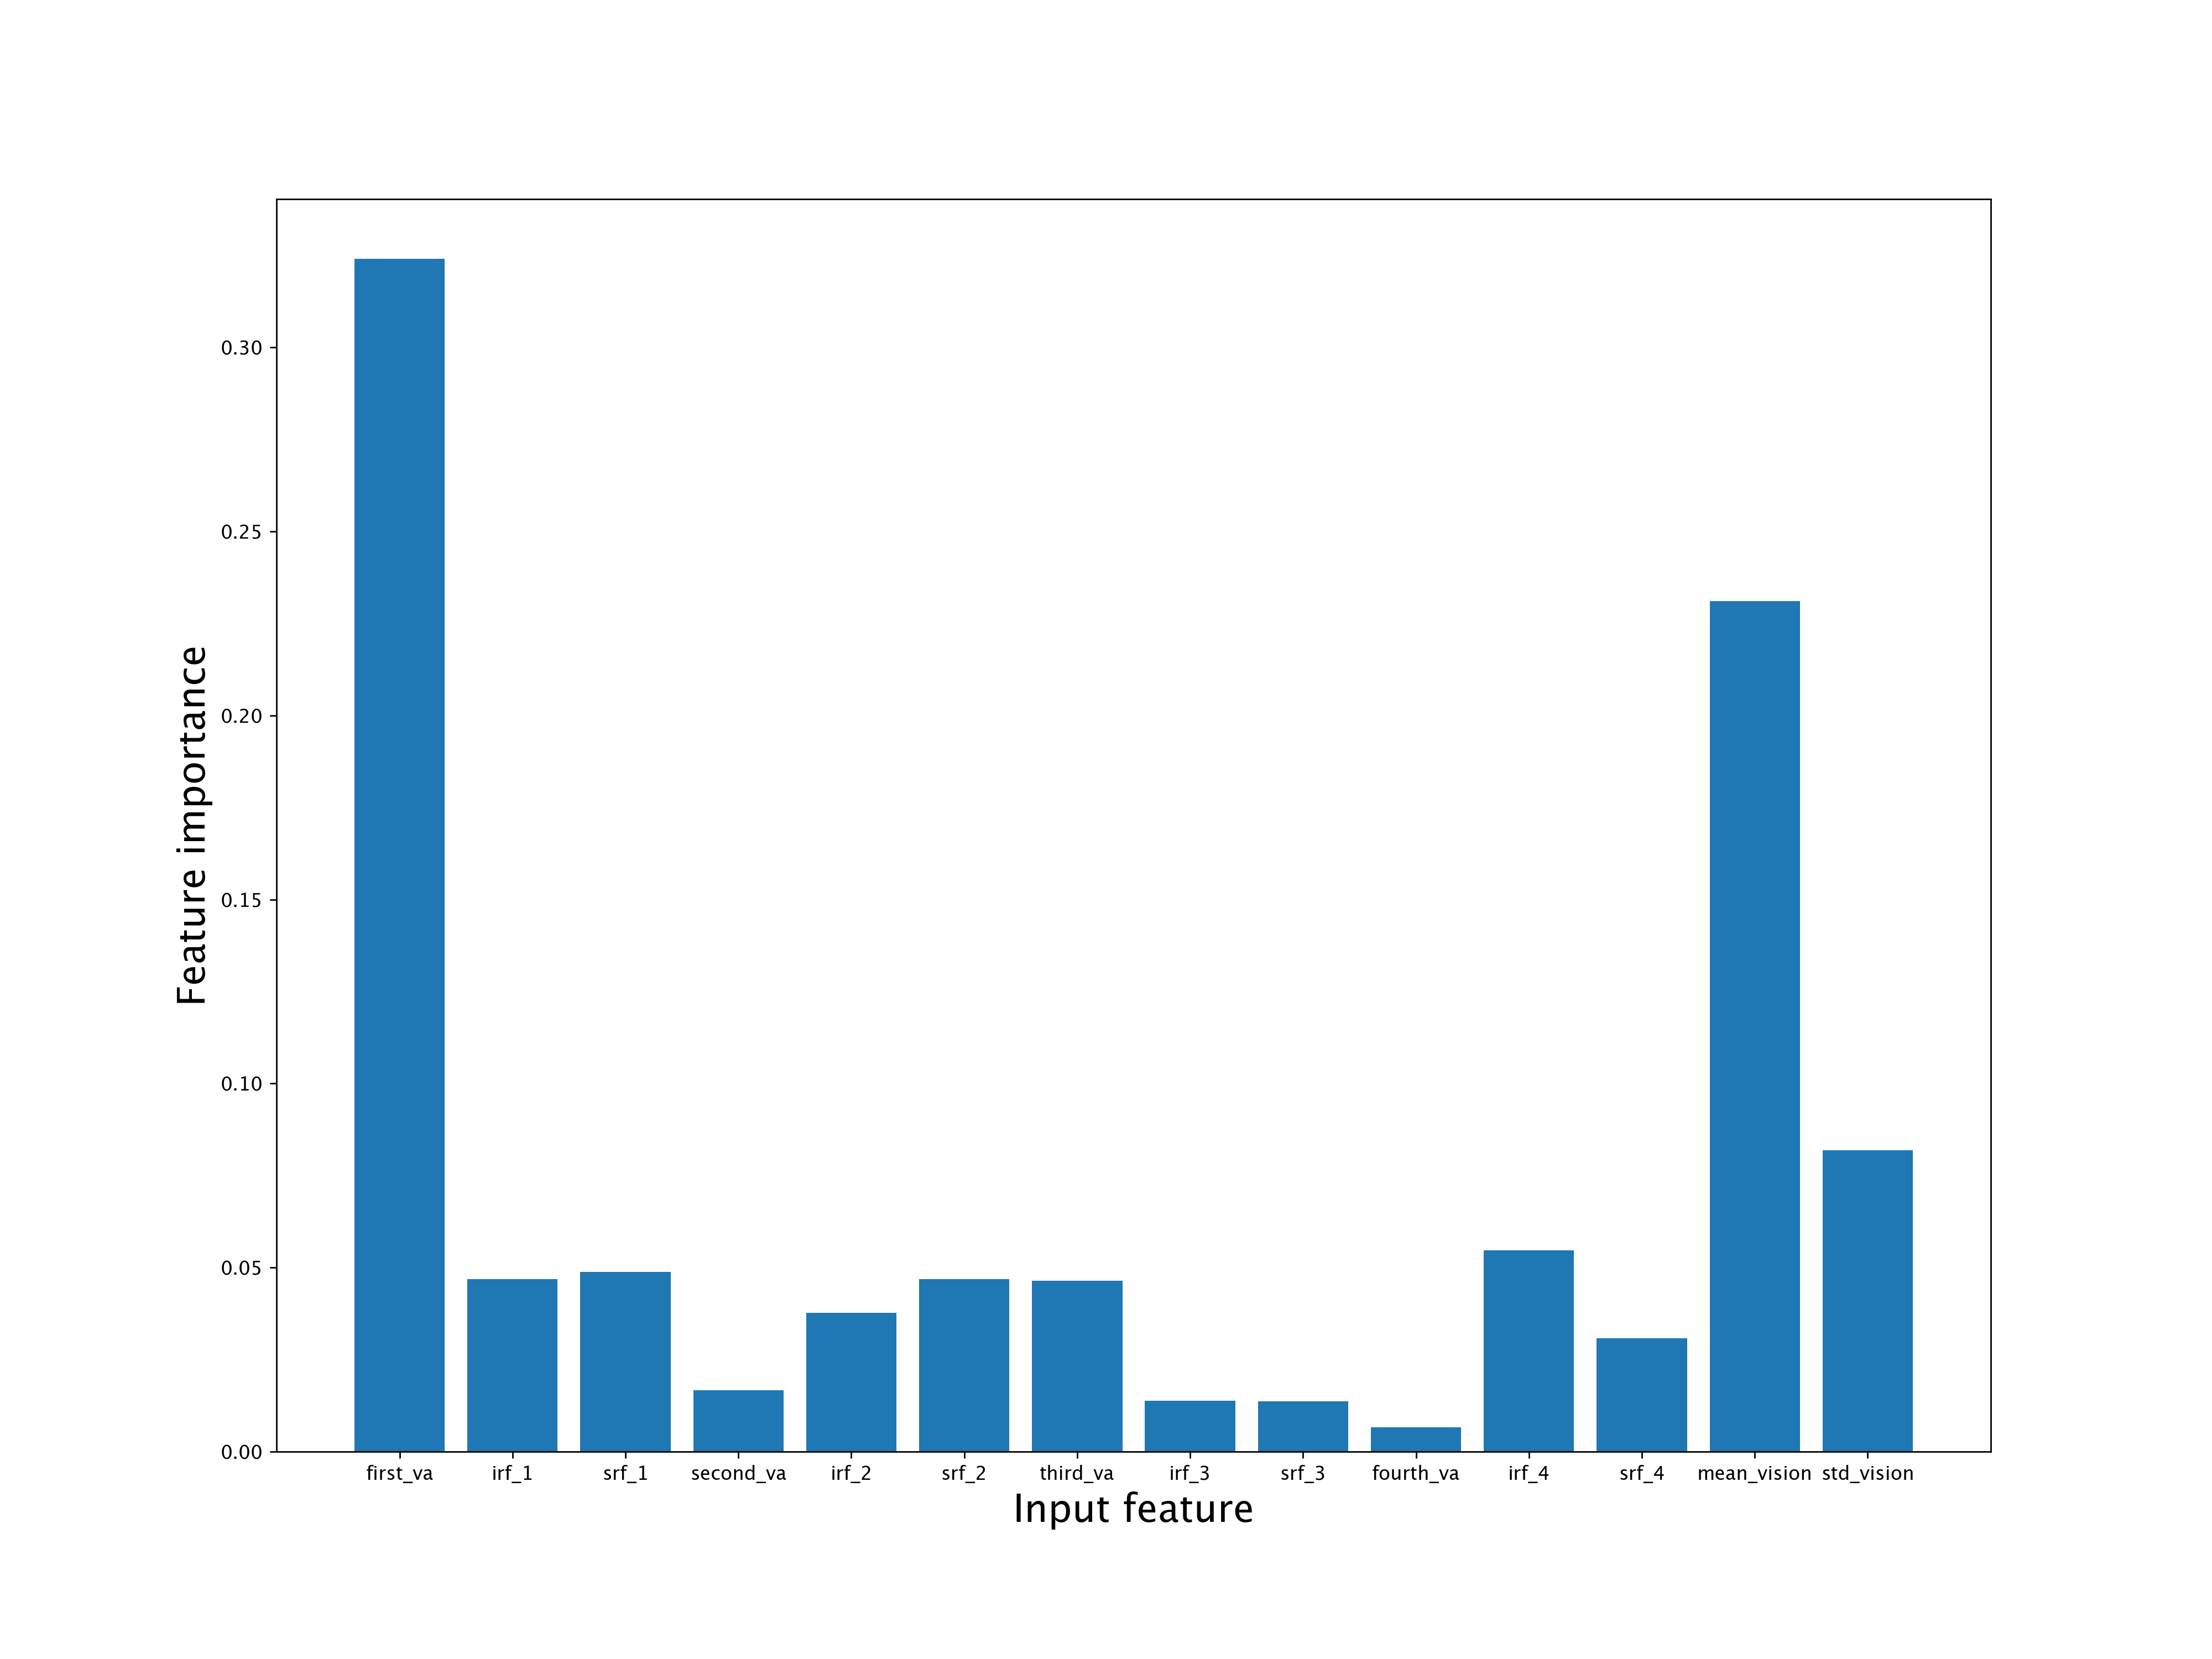 Feature importance
0.30
0.25
0.20
0.15
0.10
0.05
0.00
first_va irf_1 srf_1 second_va irf_2 srf_2 third_va irf_3 srf_3 fourth_va irf_4 srf_4 mean_vision std_vision
Input feature